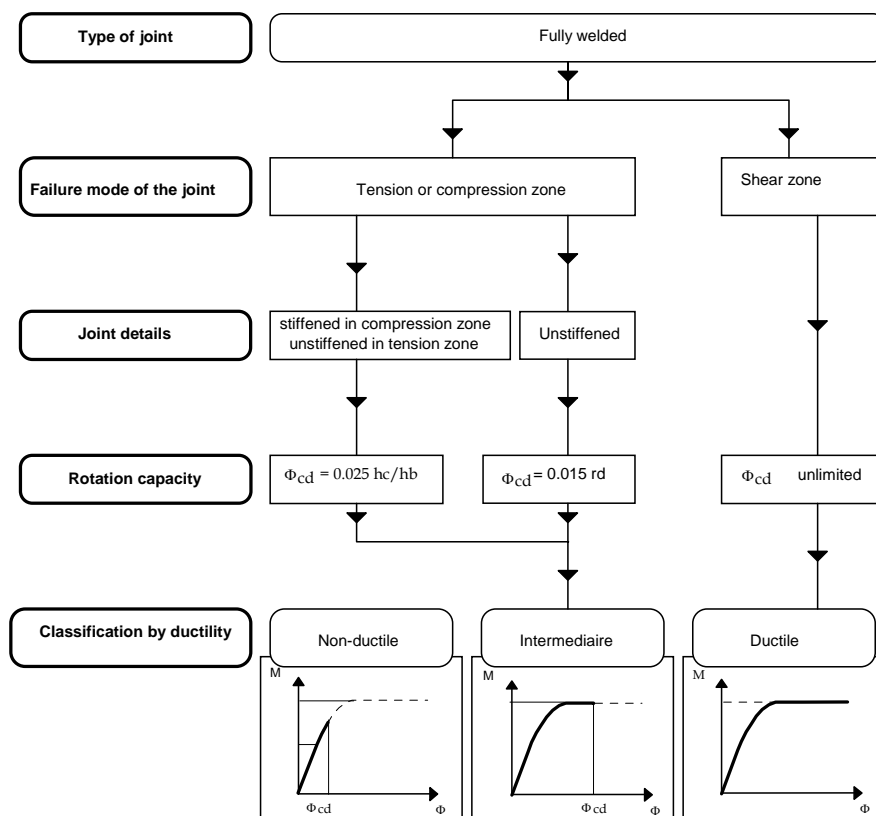 Type of joint
Fully welded
Failure mode of the joint
Tension or compression zone
Shear zone
Joint details
stiffened in compression zone
unstiffened in tension zone
Unstiffened
Rotation capacity
Φcd = 0.025 hc/hb
Φcd = 0.015 rd
Φcd unlimited
Classification by ductility
Non-ductile
Intermediaire
Ductile
M
M
M
Φcd
Φ
Φcd
Φ
Φ